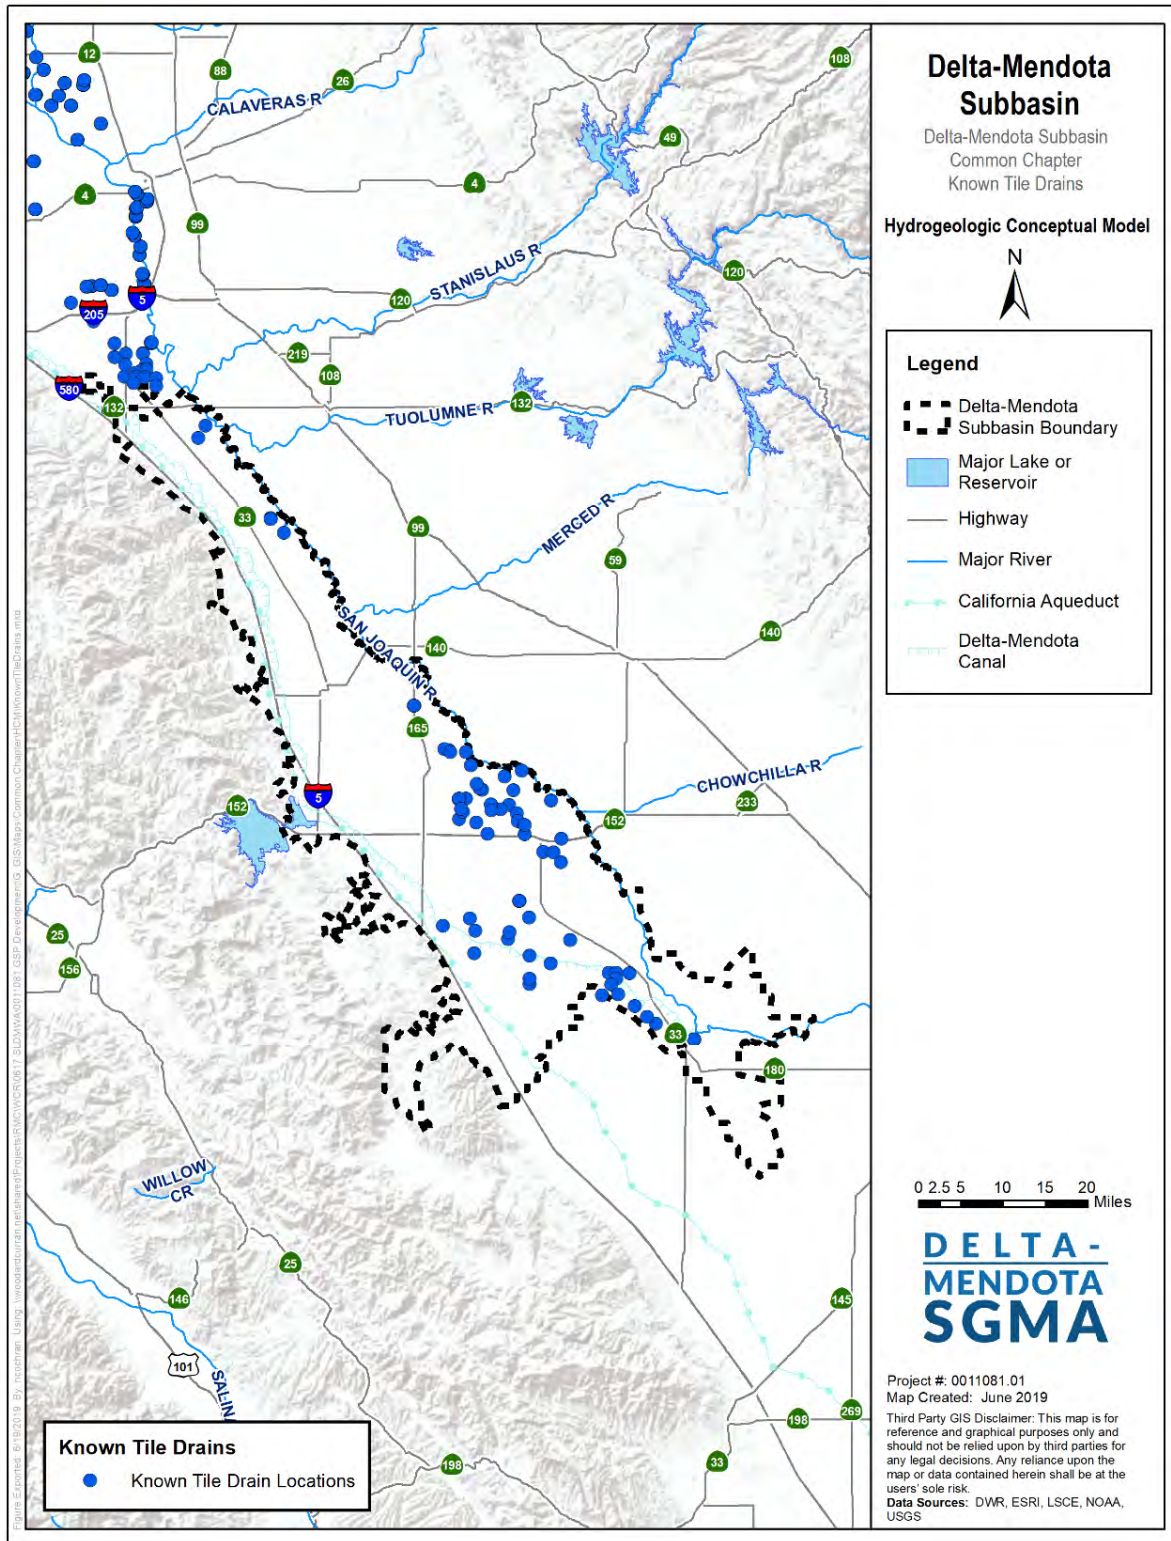 Delta-Mendota
Subbasin
Delta-Mendota Subbasin
Common Chapter
Known Tile Drains
Hydrogeologic Conceptual Model
N
Legend
Delta-Mendota
Subbasin Boundary
Major Lake or
Reservoir
Highway
Major River
California Aqueduct
Delta-Mendota
Canal
0 2.5 5 10 15 20
Miles
DELTA-
MENDOTA
SGMA
Project #: 0011081.01
Map Created: June 2019
Third Party GIS Disclaimer: This map is for
reference and graphical purposes only and
should not be relied upon by third parties for
any legal decisions. Any reliance upon the
map or data contained herein shall be at the
users' sole risk.
Data Sources: DWR, ESRI, LSCE, NOAA,
USGS
12
88
26
108
CALAVERAS R
49
4
4
99
STANISLAUS R
120
120
5
205
219
108
580
132
132
TUOLUMNE R
33
99
MERCED R
59
SAN JOAQUIN R
140
140
165
CHOWCHILLA R
5
152
152
233
25
156
33
180
WILLOW
CR
25
146
145
101
SALIN
198
269
198
33
Known Tile Drains
Known Tile Drain Locations